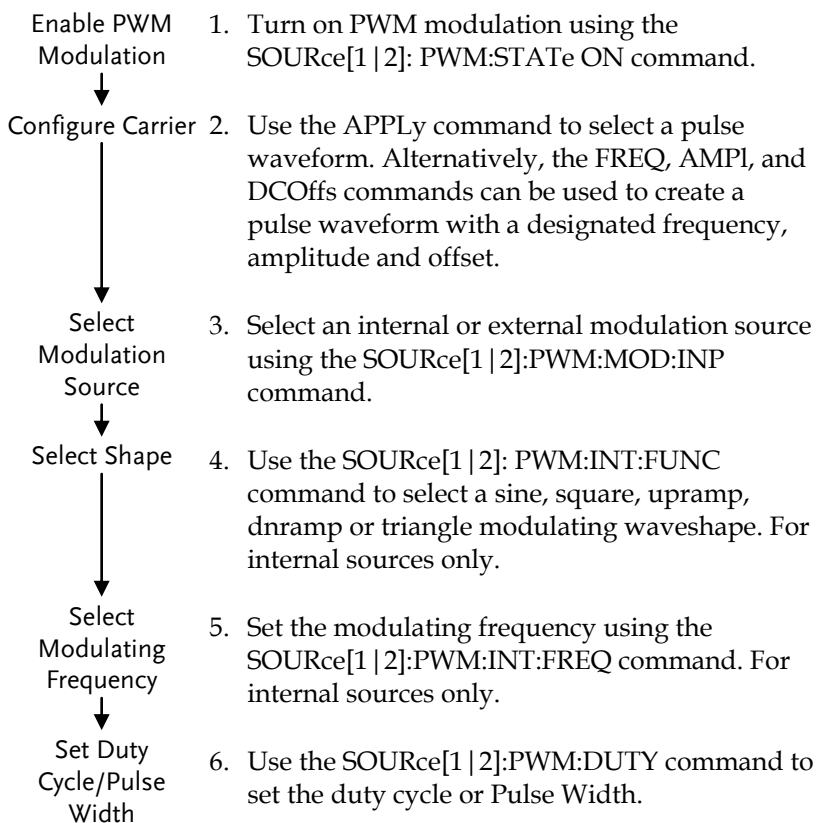 Enable PWM
Modulation
1. Turn on PWM modulation using the
SOURce[1|2]: PWM:STATe ON command.
Configure Carrier
2. Use the APPLy command to select a pulse
waveform. Alternatively, the FREQ, AMPl, and
DCOffs commands can be used to create a
pulse waveform with a designated frequency,
amplitude and offset.
Select
Modulation
Source
3. Select an internal or external modulation source
using the SOURce[1|2]:PWM:MOD:INP
command.
Select Shape
4. Use the SOURce[1|2]: PWM:INT:FUNC
command to select a sine, square, upramp,
dnramp or triangle modulating waveshape. For
internal sources only.
Select
Modulating
Frequency
5. Set the modulating frequency using the
SOURce[1|2]:PWM:INT:FREQ command. For
internal sources only.
Set Duty
Cycle/Pulse
Width
6. Use the SOURce[1|2]:PWM:DUTY command to
set the duty cycle or Pulse Width.